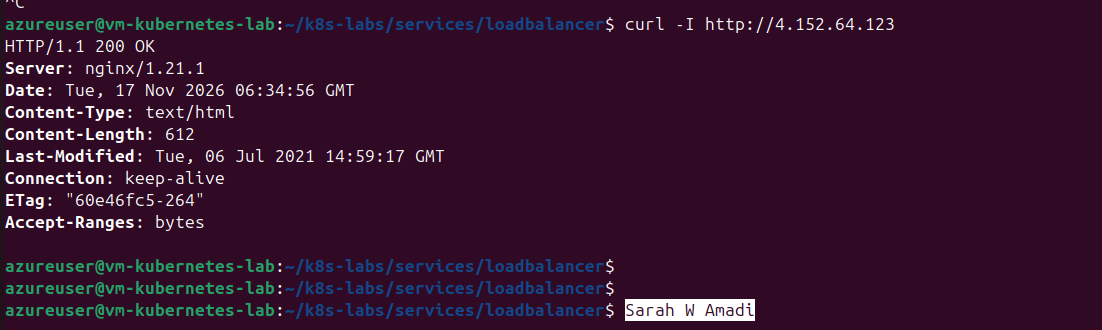 ^C
azureuser@vm-kubernetes-lab:~/k8s-labs/services/loadbalancer$ curl -I http://4.152.64.123
HTTP/1.1 200 OK
Server: nginx/1.21.1
Date: Tue, 17 Nov 2026 06:34:56 GMT
Content-Type: text/html
Content-Length: 612
Last-Modified: Tue, 06 Jul 2021 14:59:17 GMT
Connection: keep-alive
ETag: "60e46fc5-264"
Accept-Ranges: bytes
azureuser@vm-kubernetes-lab:~/k8s-labs/services/loadbalancer$
azureuser@vm-kubernetes-lab:~/k8s-labs/services/loadbalancer$
azureuser@vm-kubernetes-lab:~/k8s-labs/services/loadbalancer$ Sarah W Amadi